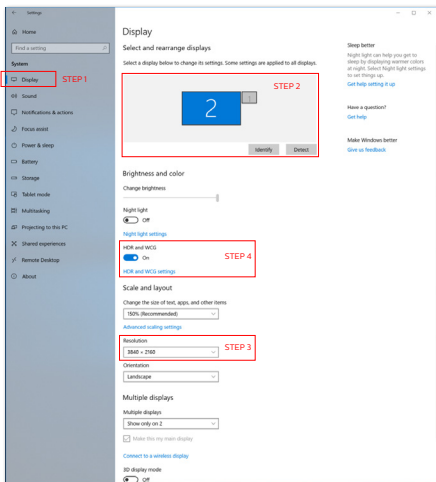 Settings
Home
Find a setting
System
Display
STEP 1
Sound
Notifications & actions
Focus assist
Power & sleep
Battery
Storage
Tablet mode
Multitasking
Projecting to this PC
Shared experiences
Remote Desktop
About
Display
Select and rearrange displays
Select a display below to change its settings. Some settings are applied to all displays.
STEP 2
2
1
Identify
Detect
Brightness and color
Change brightness
Night light
Off
Night light settings
HDR and WCG
STEP 4
On
HDR and WCG settings
Scale and layout
Change the size of text, apps, and other items
150% (Recommended)
Advanced scaling settings
Resolution
STEP 3
3840 × 2160
Orientation
Landscape
Multiple displays
Multiple displays
Show only on 2
Make this my main display
Connect to a wireless display
3D display mode
Off
Sleep better
Night light can help you get to
sleep by displaying warmer colors
at night. Select Night light settings
to set things up.
Get help setting it up
Have a question?
Get help
Make Windows better
Give us feedback